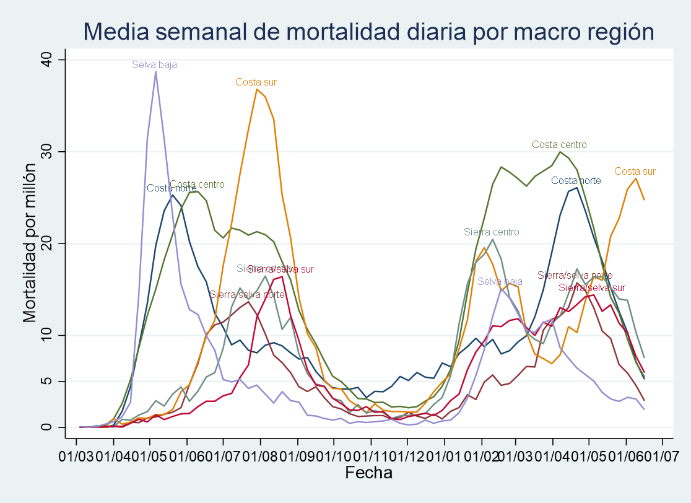 Media semanal de mortalidad diaria por macro región
40
Selva baja
Costa sur
30
Costa centro
Costa norte
Costa centro
Costa norte
Costa sur
20
Sierra centro
Sierra centro
Sierra/selva sur
Sierra/selva norte
Selva baja
Sierra/selva norte
Sierra/selva sur
10
5
0
Mortalidad por millón
01/03 01/04 01/05 01/06 01/07 01/08 01/09 01/10 01/11 01/12 01/01 01/02 01/03 01/04 01/05 01/06 01/07
Fecha